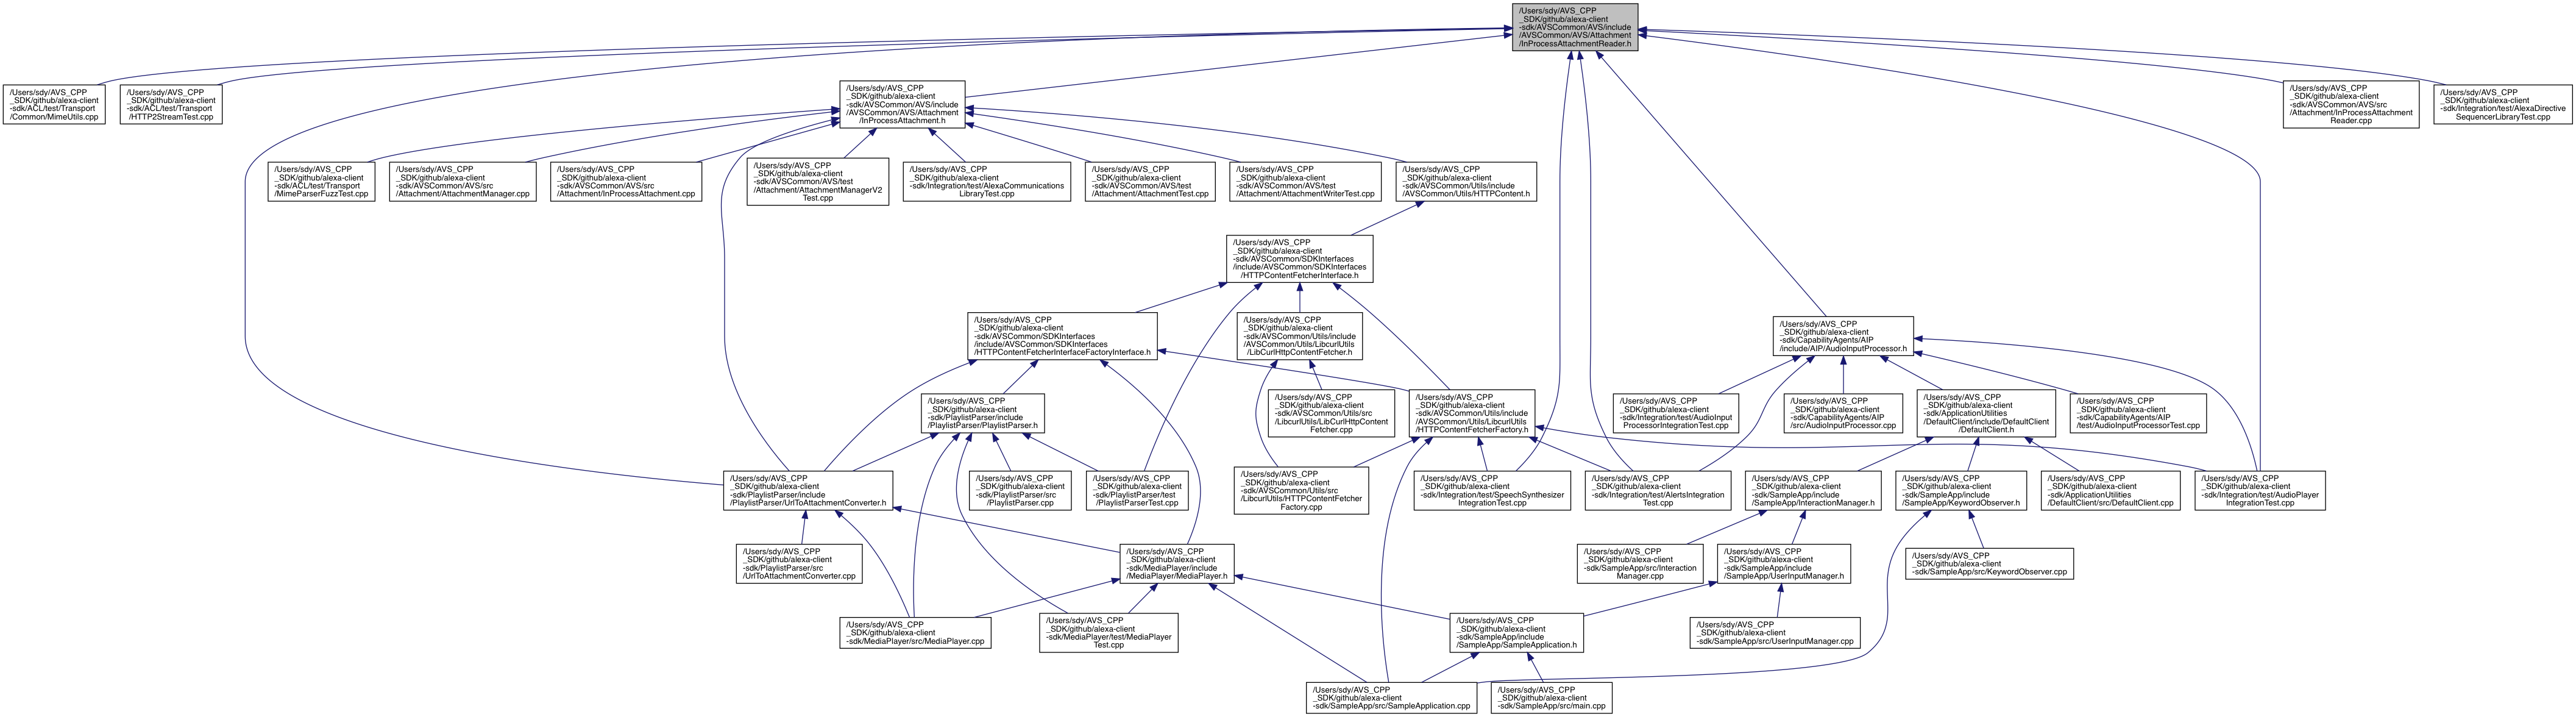 /Users/sdy/AVS_CPP
_SDK/github/alexa-client
-sdk/AVSCommon/AVS/include
/AVSCommon/AVS/Attachment
/InProcessAttachmentReader.h
/Users/sdy/AVS_CPP
_SDK/github/alexa-client
-sdk/ACL/test/Transport
/Common/MimeUtils.cpp
/Users/sdy/AVS_CPP
_SDK/github/alexa-client
-sdk/ACL/test/Transport
/HTTP2StreamTest.cpp
/Users/sdy/AVS_CPP
_SDK/github/alexa-client
-sdk/AVSCommon/AVS/include
/AVSCommon/AVS/Attachment
/InProcessAttachment.h
/Users/sdy/AVS_CPP
_SDK/github/alexa-client
-sdk/AVSCommon/AVS/src
/Attachment/InProcessAttachment
Reader.cpp
/Users/sdy/AVS_CPP
_SDK/github/alexa-client
-sdk/Integration/test/AlexaDirective
SequencerLibraryTest.cpp
/Users/sdy/AVS_CPP
_SDK/github/alexa-client
-sdk/ACL/test/Transport
/MimeParserFuzzTest.cpp
/Users/sdy/AVS_CPP
_SDK/github/alexa-client
-sdk/AVSCommon/AVS/src
/Attachment/AttachmentManager.cpp
/Users/sdy/AVS_CPP
_SDK/github/alexa-client
-sdk/AVSCommon/AVS/src
/Attachment/InProcessAttachment.cpp
/Users/sdy/AVS_CPP
_SDK/github/alexa-client
-sdk/AVSCommon/AVS/test
/Attachment/AttachmentManagerV2
Test.cpp
/Users/sdy/AVS_CPP
_SDK/github/alexa-client
-sdk/Integration/test/AlexaCommunications
LibraryTest.cpp
/Users/sdy/AVS_CPP
_SDK/github/alexa-client
-sdk/AVSCommon/AVS/test
/Attachment/AttachmentTest.cpp
/Users/sdy/AVS_CPP
_SDK/github/alexa-client
-sdk/AVSCommon/AVS/test
/Attachment/AttachmentWriterTest.cpp
/Users/sdy/AVS_CPP
_SDK/github/alexa-client
-sdk/AVSCommon/Utils/include
/AVSCommon/Utils/HTTPContent.h
/Users/sdy/AVS_CPP
_SDK/github/alexa-client
-sdk/AVSCommon/SDKInterfaces
/include/AVSCommon/SDKInterfaces
/HTTPContentFetcherInterface.h
/Users/sdy/AVS_CPP
_SDK/github/alexa-client
-sdk/AVSCommon/SDKInterfaces
/include/AVSCommon/SDKInterfaces
/HTTPContentFetcherInterfaceFactoryInterface.h
/Users/sdy/AVS_CPP
_SDK/github/alexa-client
-sdk/AVSCommon/Utils/include
/AVSCommon/Utils/LibcurlUtils
/LibCurlHttpContentFetcher.h
/Users/sdy/AVS_CPP
_SDK/github/alexa-client
-sdk/CapabilityAgents/AIP
/include/AIP/AudioInputProcessor.h
/Users/sdy/AVS_CPP
_SDK/github/alexa-client
-sdk/PlaylistParser/include
/PlaylistParser/PlaylistParser.h
/Users/sdy/AVS_CPP
_SDK/github/alexa-client
-sdk/AVSCommon/Utils/src
/LibcurlUtils/LibCurlHttpContent
Fetcher.cpp
/Users/sdy/AVS_CPP
_SDK/github/alexa-client
-sdk/AVSCommon/Utils/include
/AVSCommon/Utils/LibcurlUtils
/HTTPContentFetcherFactory.h
/Users/sdy/AVS_CPP
_SDK/github/alexa-client
-sdk/Integration/test/AudioInput
ProcessorIntegrationTest.cpp
/Users/sdy/AVS_CPP
_SDK/github/alexa-client
-sdk/CapabilityAgents/AIP
/src/AudioInputProcessor.cpp
/Users/sdy/AVS_CPP
_SDK/github/alexa-client
-sdk/ApplicationUtilities
/DefaultClient/include/DefaultClient
/DefaultClient.h
/Users/sdy/AVS_CPP
_SDK/github/alexa-client
-sdk/CapabilityAgents/AIP
/test/AudioInputProcessorTest.cpp
/Users/sdy/AVS_CPP
_SDK/github/alexa-client
-sdk/PlaylistParser/include
/PlaylistParser/UrlToAttachmentConverter.h
/Users/sdy/AVS_CPP
_SDK/github/alexa-client
-sdk/PlaylistParser/src
/PlaylistParser.cpp
/Users/sdy/AVS_CPP
_SDK/github/alexa-client
-sdk/PlaylistParser/test
/PlaylistParserTest.cpp
/Users/sdy/AVS_CPP
_SDK/github/alexa-client
-sdk/AVSCommon/Utils/src
/LibcurlUtils/HTTPContentFetcher
Factory.cpp
/Users/sdy/AVS_CPP
_SDK/github/alexa-client
-sdk/Integration/test/SpeechSynthesizer
IntegrationTest.cpp
/Users/sdy/AVS_CPP
_SDK/github/alexa-client
-sdk/Integration/test/AlertsIntegration
Test.cpp
/Users/sdy/AVS_CPP
_SDK/github/alexa-client
-sdk/SampleApp/include
/SampleApp/InteractionManager.h
/Users/sdy/AVS_CPP
_SDK/github/alexa-client
-sdk/SampleApp/include
/SampleApp/KeywordObserver.h
/Users/sdy/AVS_CPP
_SDK/github/alexa-client
-sdk/ApplicationUtilities
/DefaultClient/src/DefaultClient.cpp
/Users/sdy/AVS_CPP
_SDK/github/alexa-client
-sdk/Integration/test/AudioPlayer
IntegrationTest.cpp
/Users/sdy/AVS_CPP
_SDK/github/alexa-client
-sdk/PlaylistParser/src
/UrlToAttachmentConverter.cpp
/Users/sdy/AVS_CPP
_SDK/github/alexa-client
-sdk/MediaPlayer/include
/MediaPlayer/MediaPlayer.h
/Users/sdy/AVS_CPP
_SDK/github/alexa-client
-sdk/SampleApp/src/Interaction
Manager.cpp
/Users/sdy/AVS_CPP
_SDK/github/alexa-client
-sdk/SampleApp/include
/SampleApp/UserInputManager.h
/Users/sdy/AVS_CPP
_SDK/github/alexa-client
-sdk/SampleApp/src/KeywordObserver.cpp
/Users/sdy/AVS_CPP
_SDK/github/alexa-client
-sdk/MediaPlayer/src/MediaPlayer.cpp
/Users/sdy/AVS_CPP
_SDK/github/alexa-client
-sdk/MediaPlayer/test/MediaPlayer
Test.cpp
/Users/sdy/AVS_CPP
_SDK/github/alexa-client
-sdk/SampleApp/include
/SampleApp/SampleApplication.h
/Users/sdy/AVS_CPP
_SDK/github/alexa-client
-sdk/SampleApp/src/UserInputManager.cpp
/Users/sdy/AVS_CPP
_SDK/github/alexa-client
-sdk/SampleApp/src/SampleApplication.cpp
/Users/sdy/AVS_CPP
_SDK/github/alexa-client
-sdk/SampleApp/src/main.cpp